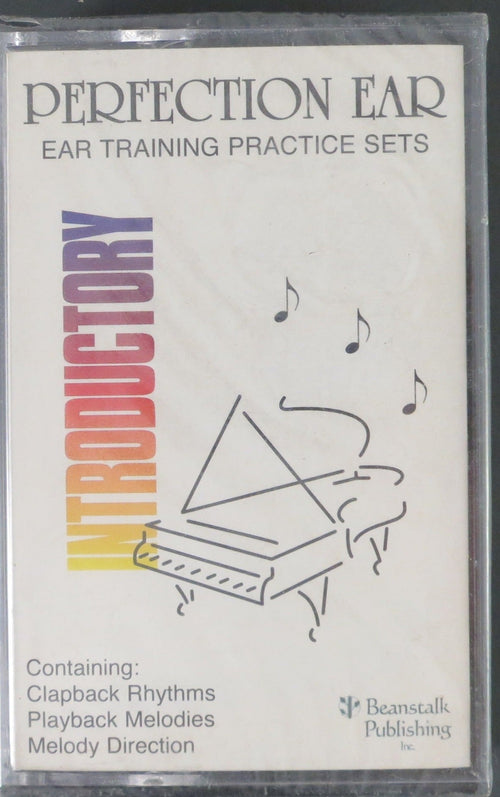 PERFECTION EAR
EAR TRAINING PRACTICE SETS
INTRODUCTORY
Containing:
Clapback Rhythms
Playback Melodies
Melody Direction
Beanstalk
Publishing
Inc.